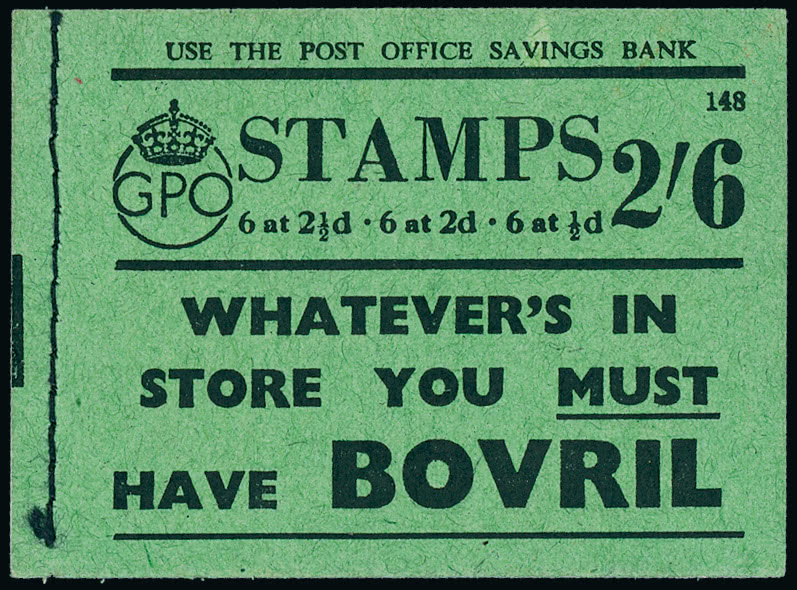 USE THE POST OFFICE SAVINGS BANK
148
GPO
STAMPS 2/6
6 at 2½d · 6 at 2d · 6 at ½d
WHATEVER'S IN
STORE YOU MUST
HAVE BOVRIL